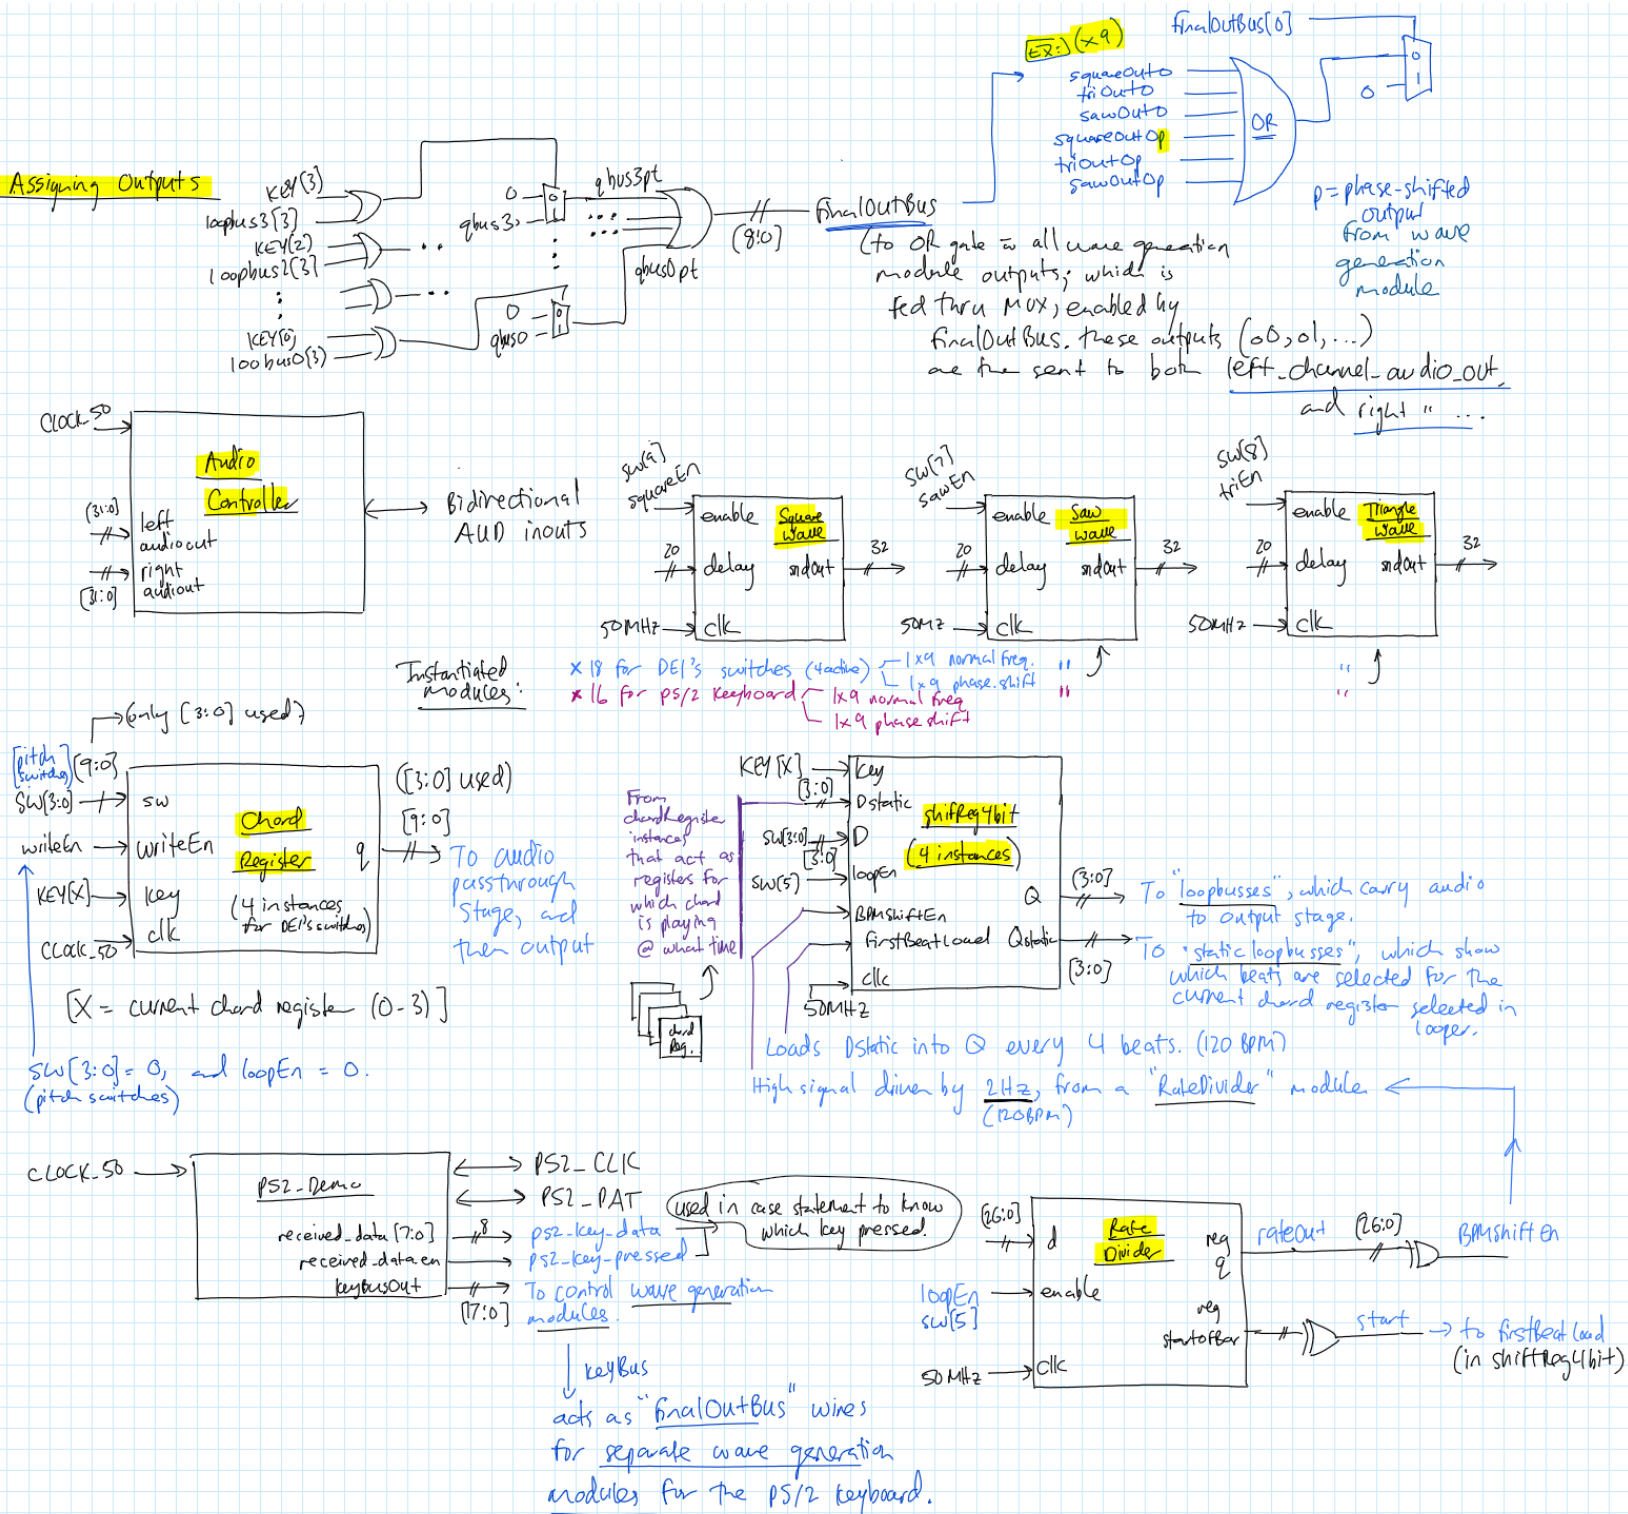 Assigning Outputs
KEY(3)
loopbus3[3]
KEY(2)
loopbus2[3]
KEY(0)
loobus0(3)
0
qbus3
0
1
qbus3pt
0
qbus0
0
1
qbus0pt
(8:0)
finalOutBus
(to OR gate w all wave generation
module outputs; which is
fed thru MUX, enabled by
finalOutBus. these outputs (o0, o1, ...)
are then sent to both left_channel_audio_out,
and right " ...
EX:) (x9)
finalOutBus[0]
squareOut0
triOut0
sawOut0
squareOut0p
triOut0p
sawOut0p
OR
0
0
1
p = phase-shifted
output
from wave
generation
module
CLOCK_50
Audio
Controller
(31:0)
left
audioout
right
audioout
[31:0]
Bidirectional
AUD inouts
SW[9]
squareEn
enable
Square
Wave
20
delay
sndOut
32
50MHz
clk
SW[7]
sawEn
enable
Saw
wave
20
delay
sndOut
32
50MHz
clk
SW[8]
triEn
enable
Triangle
Wave
20
delay
sndOut
32
50MHz
clk
Instantiated
modules:
x 18 for DE1's switches (4 active)
1x9 normal freq.
1x9 phase.shift
" "
x 16 for PS/2 Keyboard
1x9 normal freq
1x9 phase shift
" "
(only [3:0] used)
[pitch
switches]
(9:0)
SW[3:0]
sw
writeEn
writeEn
KEY[X]
key
CLOCK_50
clk
Chord
Register
(4 instances
for DE1's switches)
q
([3:0] used)
[9:0]
To audio
passthrough
stage, and
then output
[X = current chord register (0-3)]
SW[3:0] = 0, and loopEn = 0.
(pitch switches)
From
chordRegister
instances
that act as
registers for
which chord
is playing
@ what time
chord
Reg.
KEY[X]
key
[3:0]
Dstatic
SW[3:0]
D
[3:0]
SW(5)
loopEn
BPMShiftEn
FirstBeatLoad
clk
50MHz
shiftReg4bit
(4 instances)
Q
(3:0)
Qstatic
[3:0]
To "loopbusses", which carry audio
to output stage.
To "static loopbusses", which show
which beats are selected for the
current chord register selected in
looper.
Loads Dstatic into Q every 4 beats. (120 BPM)
High signal driven by 2Hz, from a "RateDivider" module
(120BPM)
CLOCK_50
PS2_Demo
received_data[7:0]
received_data_en
keybusOut
PS2_CLK
PS2_DAT
8
ps2_key_data
ps2_key_pressed
used in case statement to know
which key pressed.
To control wave generation
modules.
[17:0]
keyBus
acts as "finalOutBus" wires
for separate wave generation
modules for the PS/2 keyboard.
[26:0]
d
loopEn
SW[5]
enable
50MHz
clk
Rate
Divider
reg
q
reg
startofBar
rateout
(26:0)
BPMshiftEn
start
to firstBeatLoad
(in shiftReg4bit)